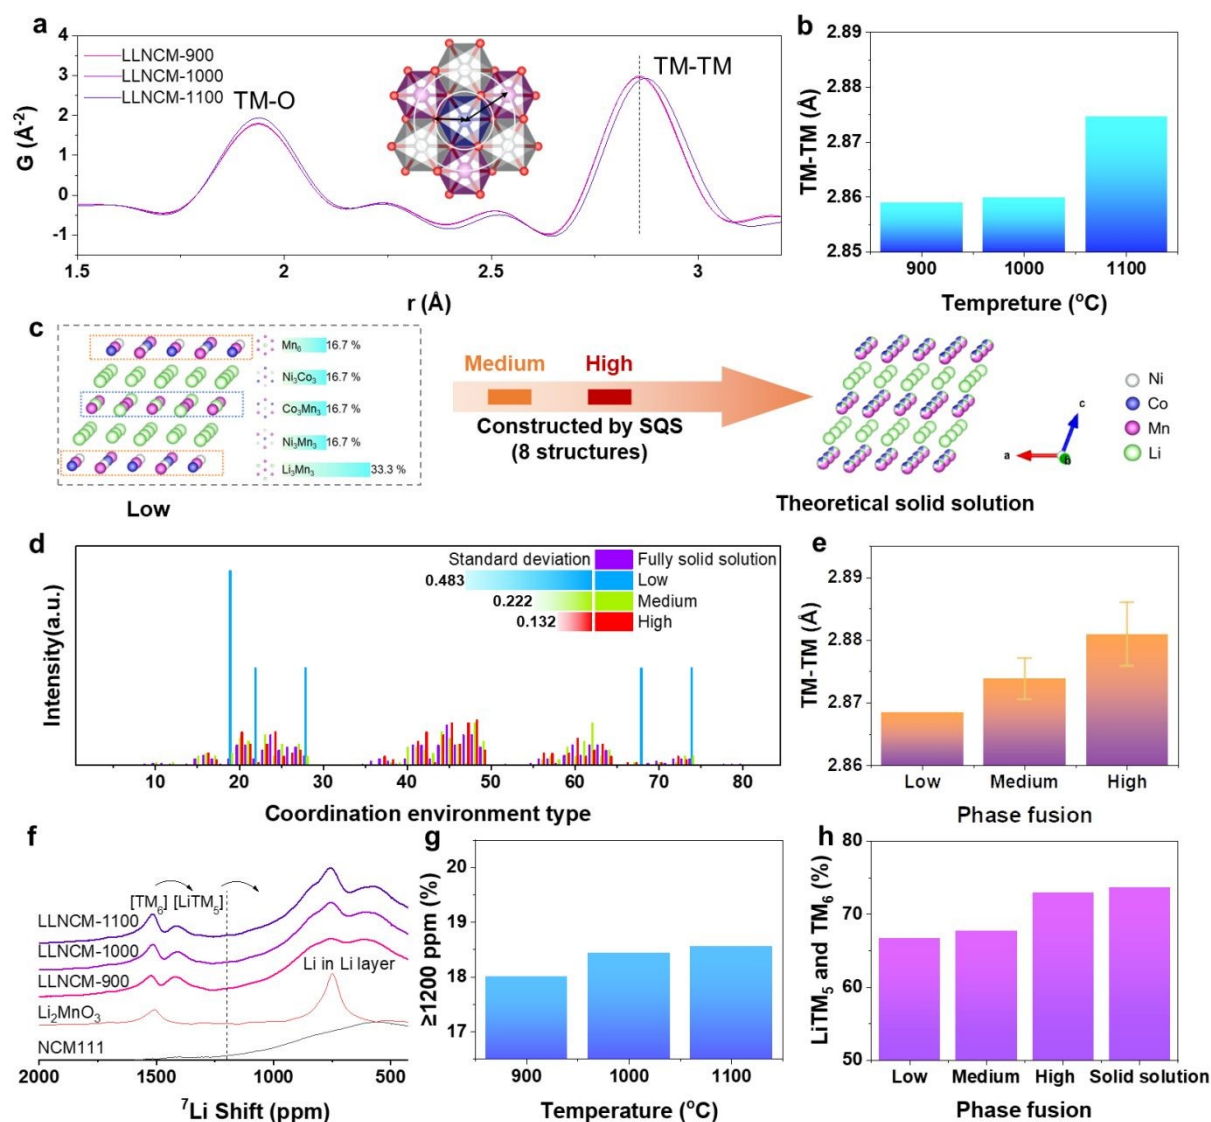 a
4
3
2
1
0
-1
G (Å⁻²)
LLNCM-900
LLNCM-1000
LLNCM-1100
TM-O
TM-TM
1.5
2
2.5
3
r (Å)
b
2.89
2.88
2.87
2.86
2.85
TM-TM (Å)
900
1000
1100
Tempreture (°C)
c
Mn₆
16.7 %
Ni₃Co₃
16.7 %
Co₃Mn₃
16.7 %
Ni₃Mn₃
16.7 %
Li₃Mn₃
33.3 %
Low
Medium
High
Constructed by SQS
(8 structures)
Theoretical solid solution
c
a
b
Ni
Co
Mn
Li
d
Intensity(a.u.)
Standard deviation
Fully solid solution
0.483
Low
0.222
Medium
0.132
High
10
20
30
40
50
60
70
80
Coordination environment type
e
2.89
2.88
2.87
2.86
TM-TM (Å)
Low
Medium
High
Phase fusion
f
[TM₆]
[LiTM₅]
LLNCM-1100
LLNCM-1000
LLNCM-900
Li in Li layer
Li₂MnO₃
NCM111
2000
1500
1000
500
⁷Li Shift (ppm)
g
20
19
18
17
≥1200 ppm (%)
900
1000
1100
Temperature (°C)
h
80
70
60
50
LiTM₅ and TM₆ (%)
Low
Medium
High
Solid solution
Phase fusion